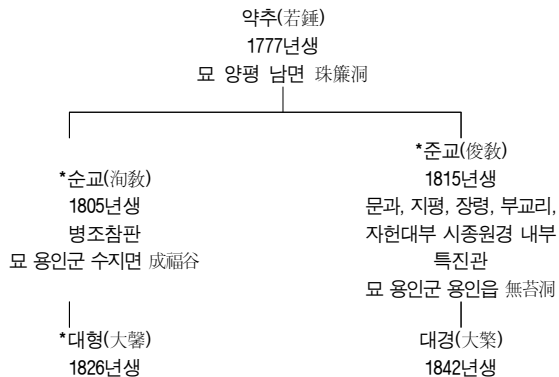 약추(若錘)
1777년생
묘 양평 남면 珠簾洞
*순교(洵敎)
1805년생
병조참판
묘 용인군 수지면 成福谷
*준교(俊敎)
1815년생
문과, 지평, 장령, 부교리,
자헌대부 시종원경 내부
특진관
묘 용인군 용인읍 無苔洞
*대형(大馨)
1826년생
대경(大檠)
1842년생